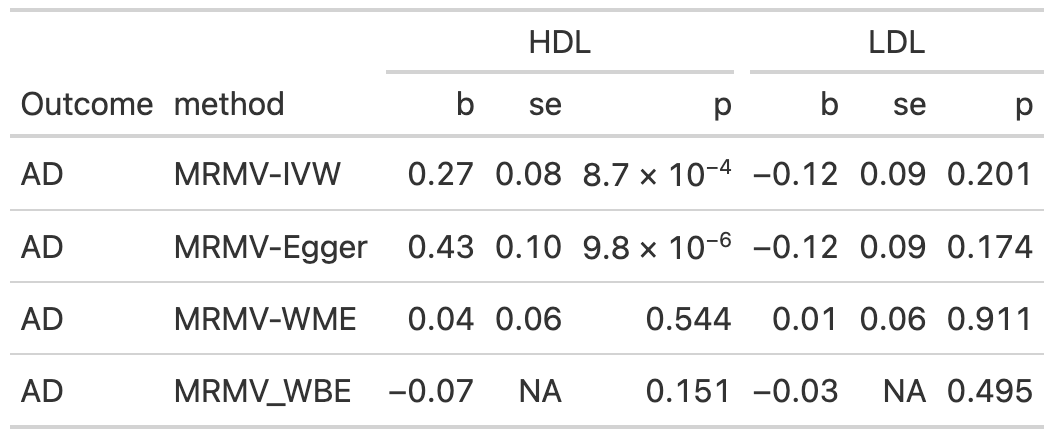 HDL LDL
Outcome method b se p b se p
AD MRMV-IVW 0.27 0.08 8.7 × 10⁻⁴ −0.12 0.09 0.201
AD MRMV-Egger 0.43 0.10 9.8 × 10⁻⁶ −0.12 0.09 0.174
AD MRMV-WME 0.04 0.06 0.544 0.01 0.06 0.911
AD MRMV_WBE −0.07 NA 0.151 −0.03 NA 0.495